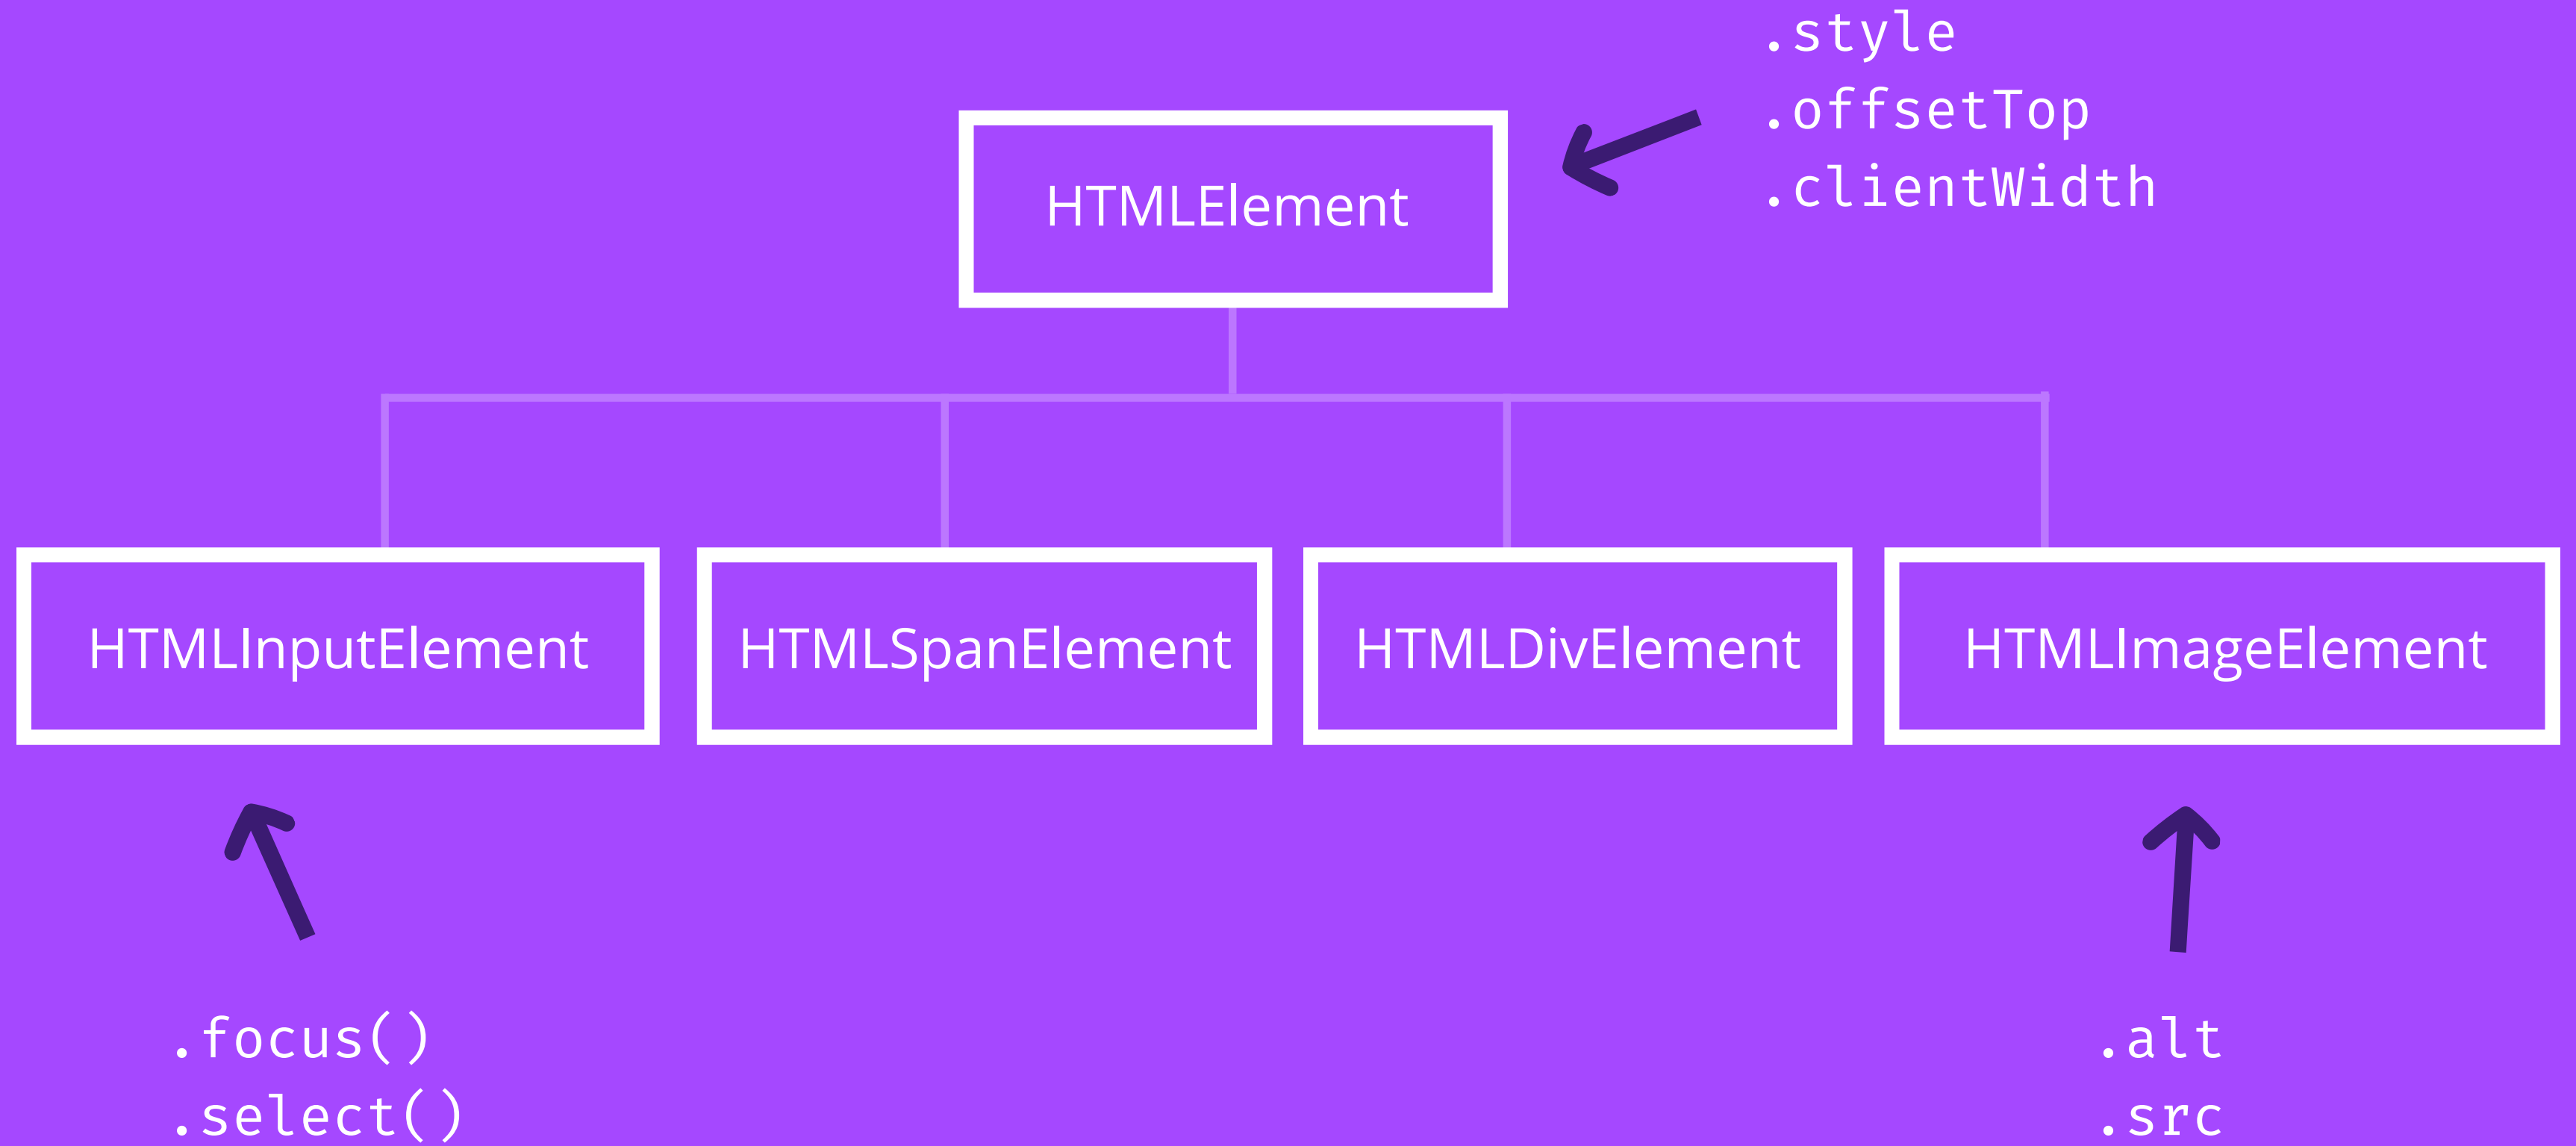 .style
.offsetTop
.clientWidth
HTMLElement
HTMLInputElement
HTMLSpanElement
HTMLDivElement
HTMLImageElement
.focus()
.select()
.alt
.src